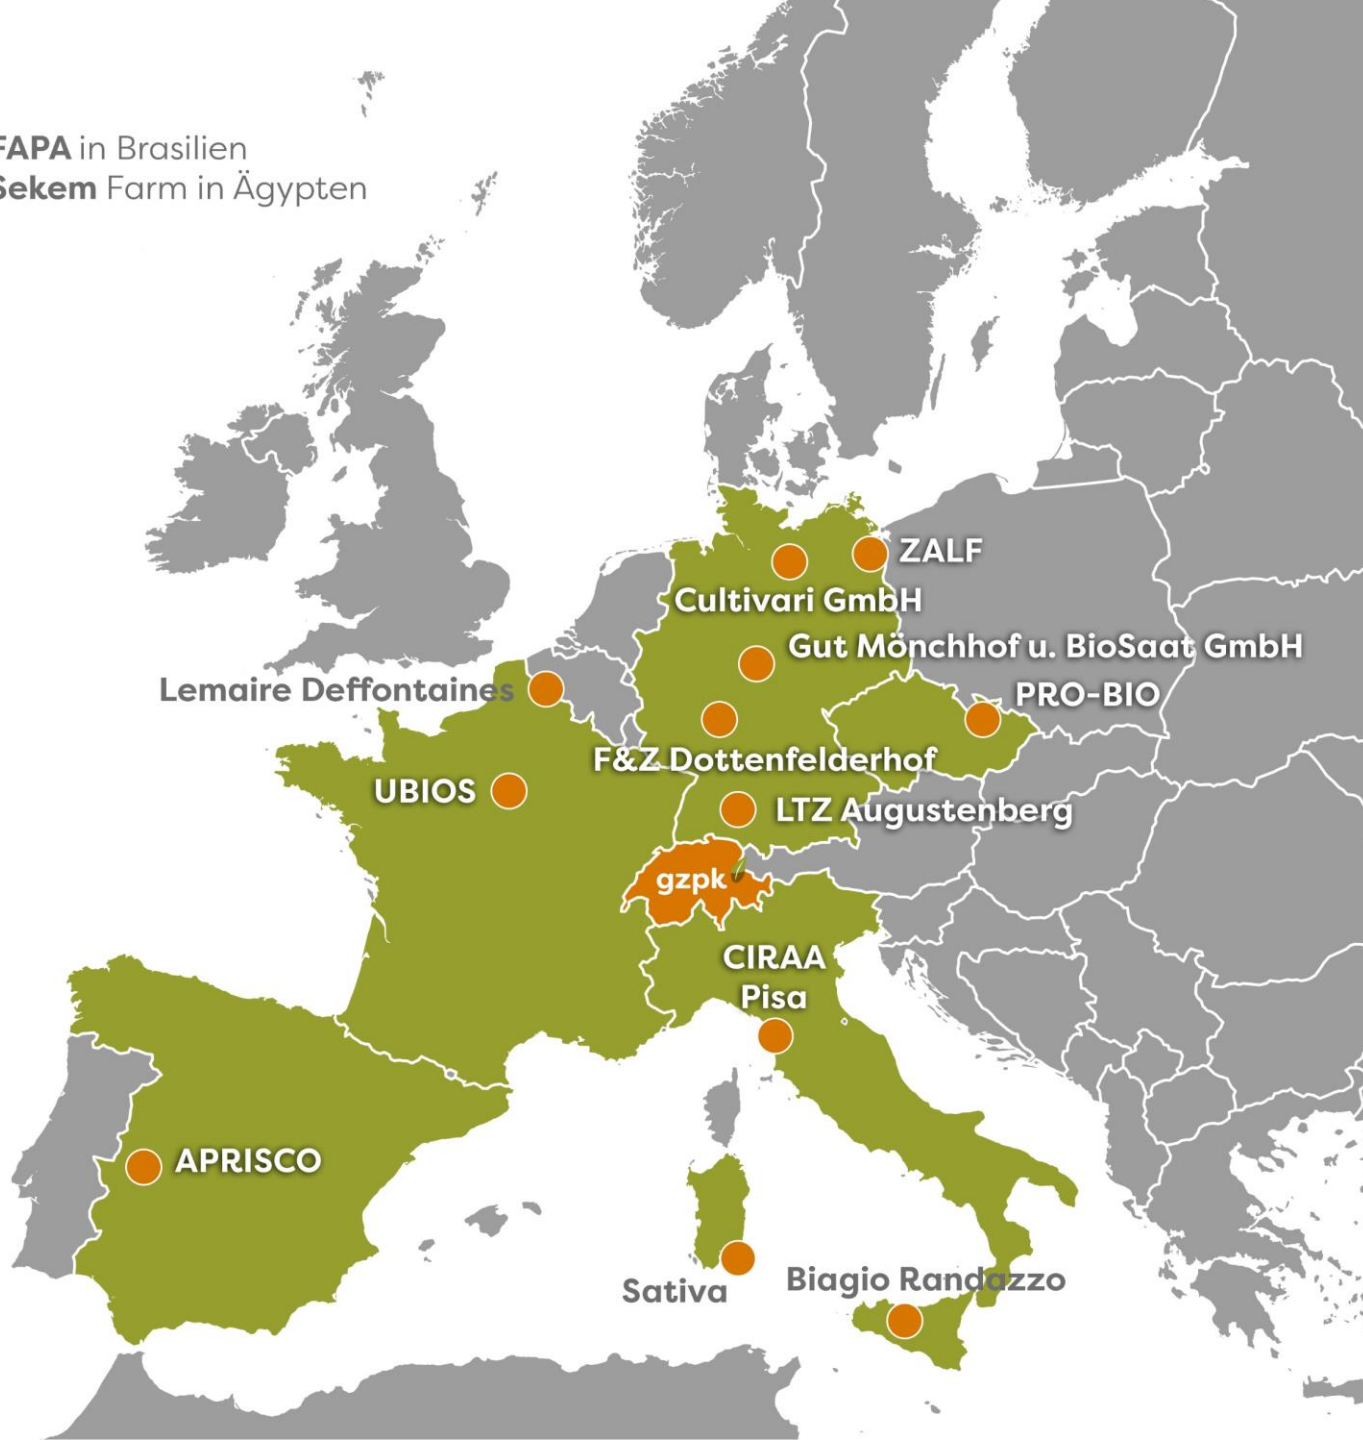 FAPA in Brasilien
Sekem Farm in Ägypten
ZALF
Cultivari GmbH
Gut Mönchhof u. BioSaat GmbH
Lemaire Deffontaines
PRO-BIO
F&Z Dottenfelderhof
UBIOS
LTZ Augustenberg
gzpk
CIRAA
Pisa
APRISCO
Sativa
Biagio Randazzo